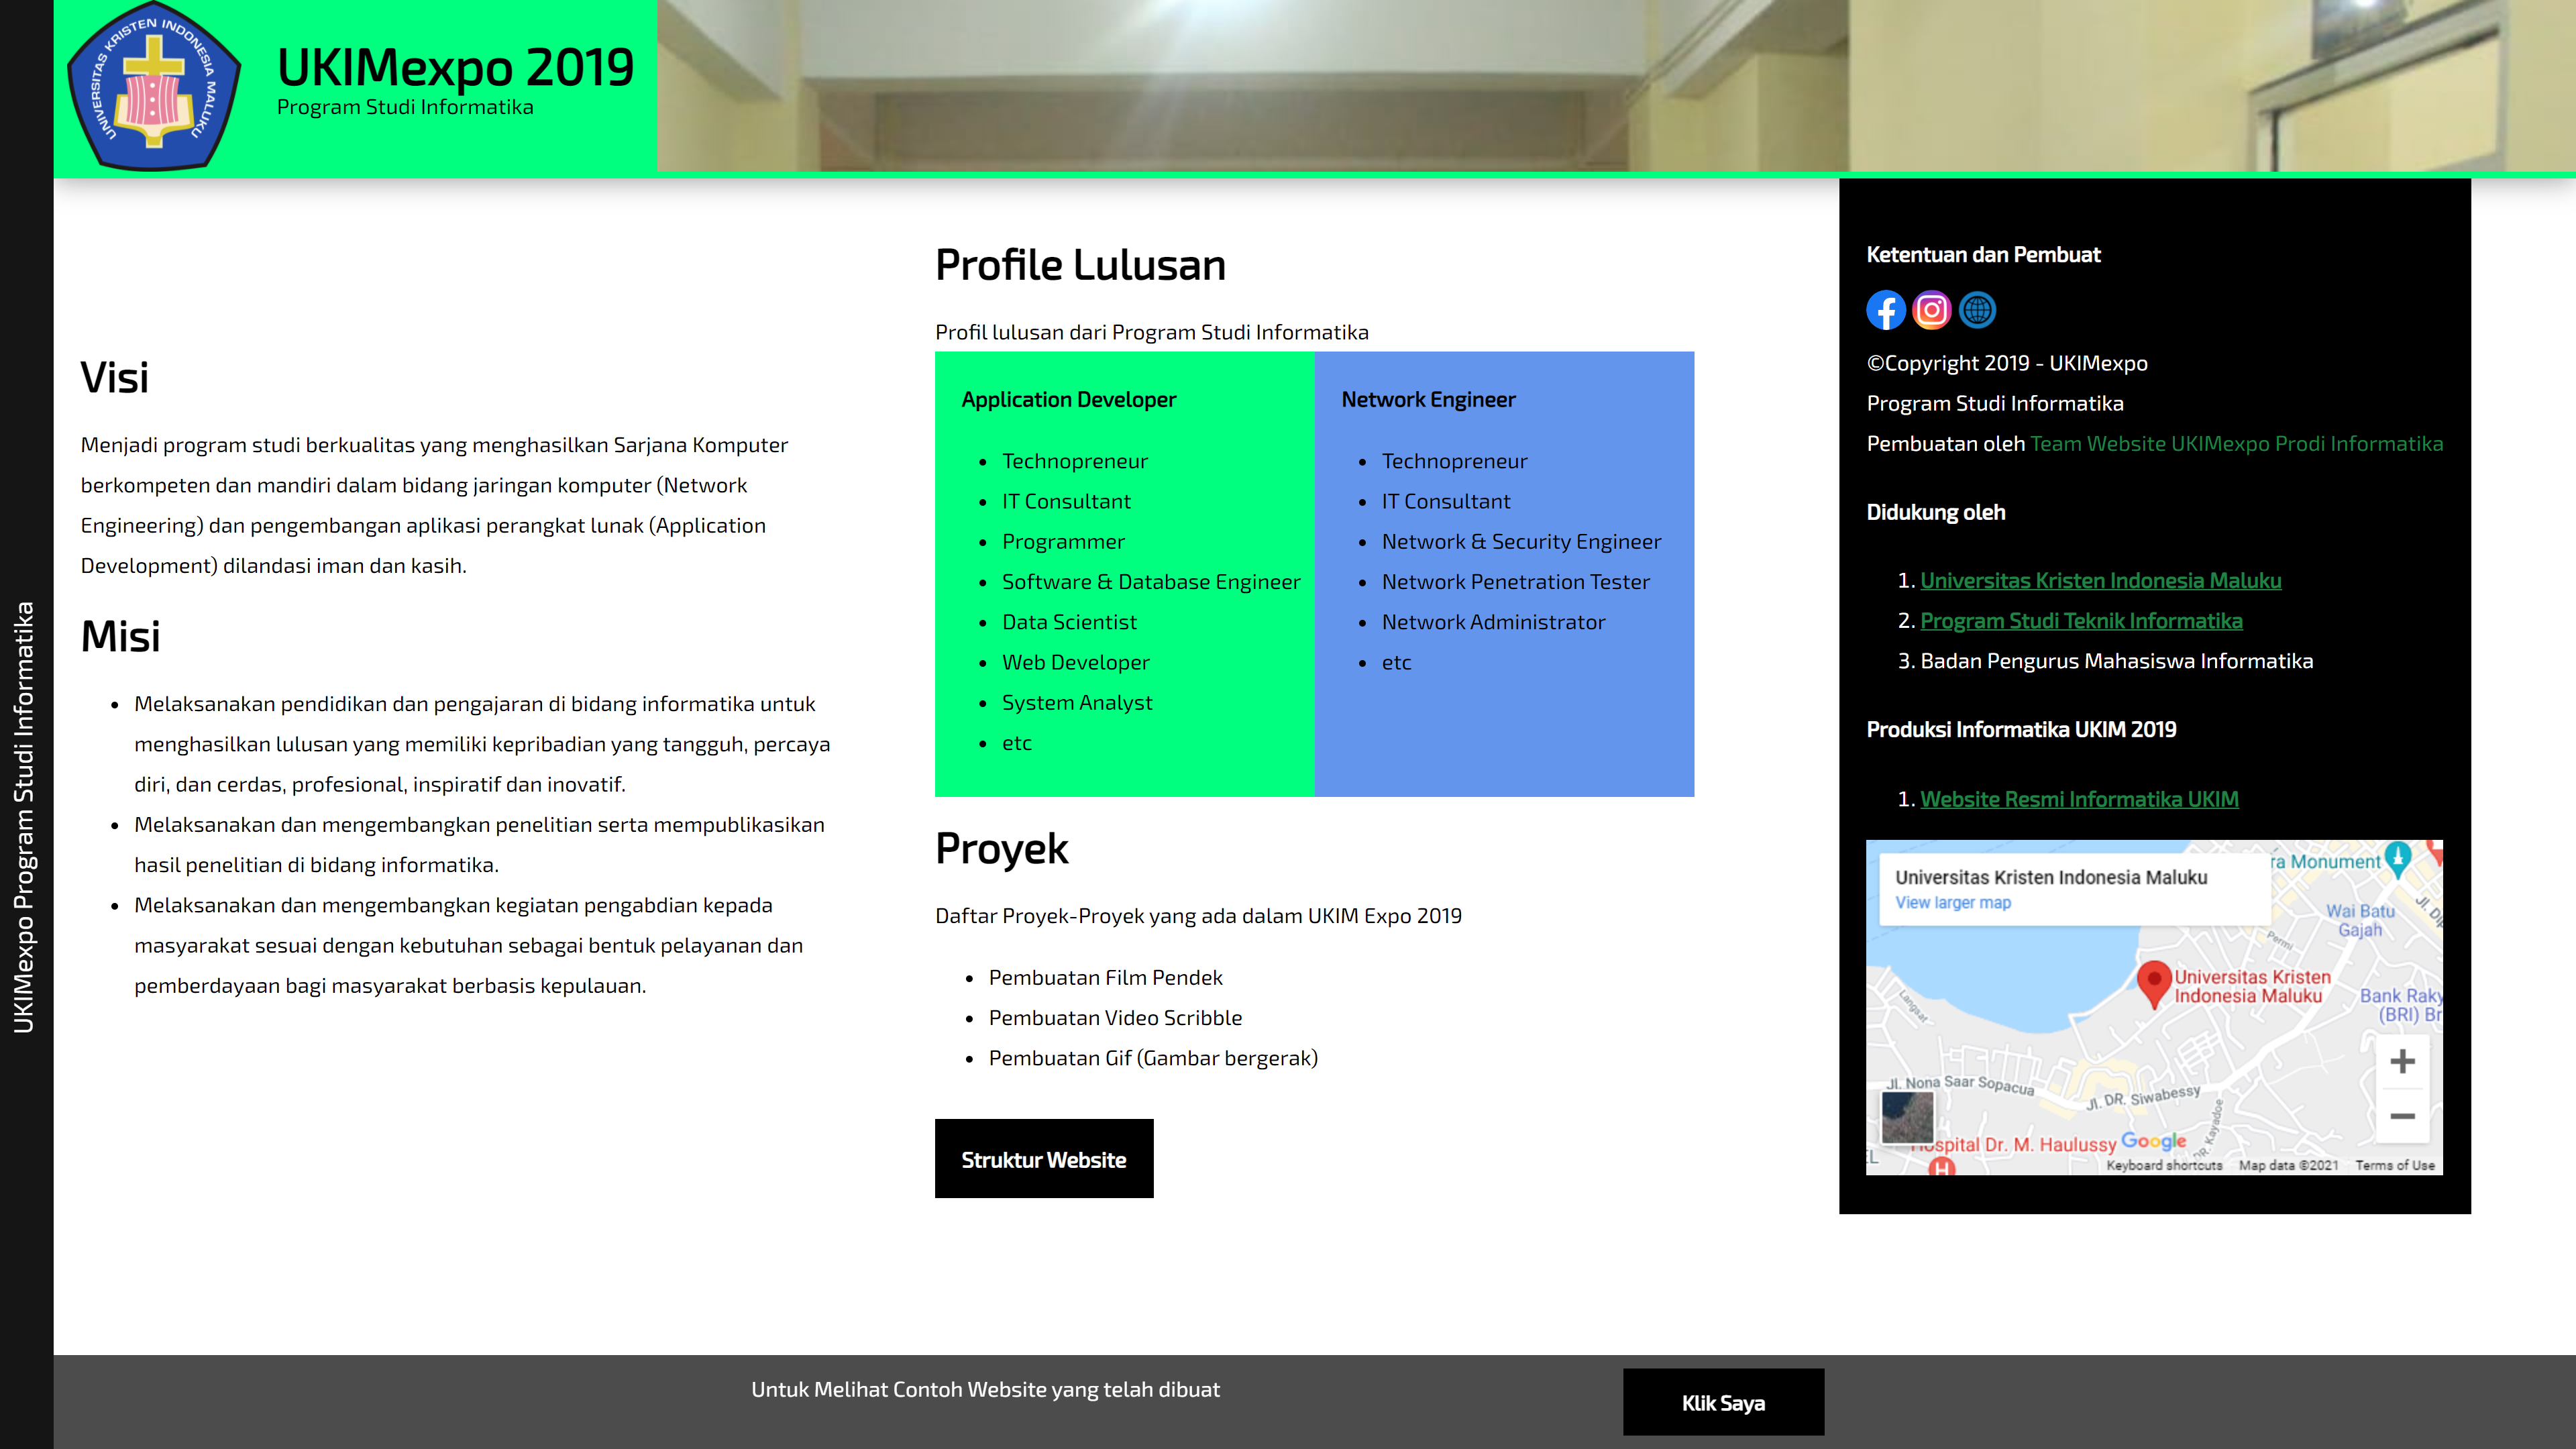 UNIVERSITAS KRISTEN INDONESIA MALUKU
UKIMexpo 2019
Program Studi Informatika
UKIMexpo Program Studi Informatika
Visi
Menjadi program studi berkualitas yang menghasilkan Sarjana Komputer
berkompeten dan mandiri dalam bidang jaringan komputer (Network
Engineering) dan pengembangan aplikasi perangkat lunak (Application
Development) dilandasi iman dan kasih.
Misi
• Melaksanakan pendidikan dan pengajaran di bidang informatika untuk
menghasilkan lulusan yang memiliki kepribadian yang tangguh, percaya
diri, dan cerdas, profesional, inspiratif dan inovatif.
• Melaksanakan dan mengembangkan penelitian serta mempublikasikan
hasil penelitian di bidang informatika.
• Melaksanakan dan mengembangkan kegiatan pengabdian kepada
masyarakat sesuai dengan kebutuhan sebagai bentuk pelayanan dan
pemberdayaan bagi masyarakat berbasis kepulauan.
Profile Lulusan
Profil lulusan dari Program Studi Informatika
Application Developer
• Technopreneur
• IT Consultant
• Programmer
• Software & Database Engineer
• Data Scientist
• Web Developer
• System Analyst
• etc
Network Engineer
• Technopreneur
• IT Consultant
• Network & Security Engineer
• Network Penetration Tester
• Network Administrator
• etc
Proyek
Daftar Proyek-Proyek yang ada dalam UKIM Expo 2019
• Pembuatan Film Pendek
• Pembuatan Video Scribble
• Pembuatan Gif (Gambar bergerak)
Struktur Website
Ketentuan dan Pembuat
©Copyright 2019 - UKIMexpo
Program Studi Informatika
Pembuatan oleh Team Website UKIMexpo Prodi Informatika
Didukung oleh
1. Universitas Kristen Indonesia Maluku
2. Program Studi Teknik Informatika
3. Badan Pengurus Mahasiswa Informatika
Produksi Informatika UKIM 2019
1. Website Resmi Informatika UKIM
Universitas Kristen Indonesia Maluku
View larger map
ra Monument
Wai Batu
Gajah
Jl. Dip
Permi
Universitas Kristen
Indonesia Maluku
Bank Raky
(BRI) Br
Langsat
Jl. Nona Saar Sopacua
Jl. DR. Siwabessy
DR. Kayadoe
spital Dr. M. Haulussy
H
Google
Keyboard shortcuts Map data ©2021 Terms of Use
Untuk Melihat Contoh Website yang telah dibuat
Klik Saya